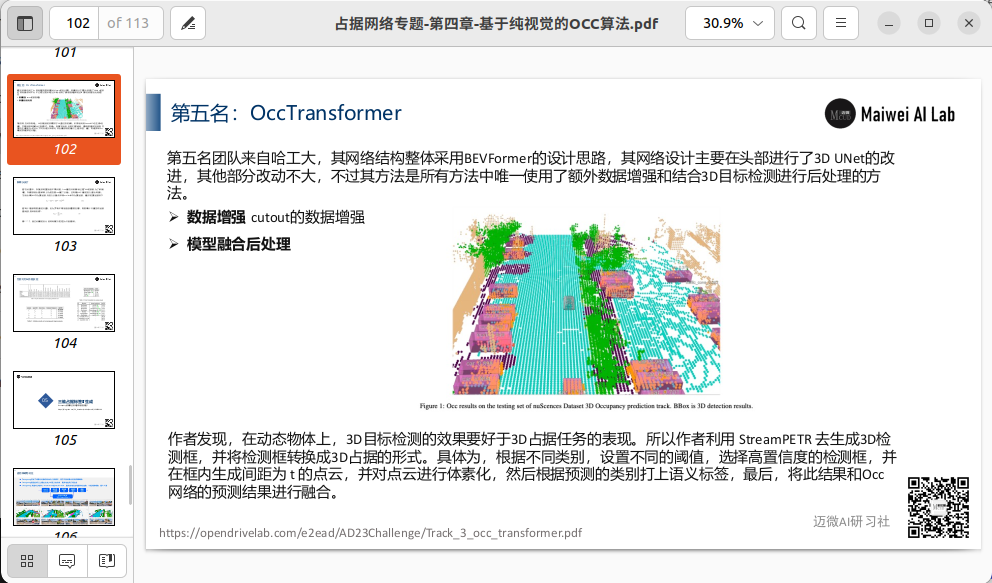 102
of 113
占据网络专题-第四章-基于纯视觉的OCC算法.pdf
30.9%
101
102
103
104
105
106
第五名：OccTransformer
Maiwei AI Lab
第五名团队来自哈工大，其网络结构整体采用BEVFormer的设计思路，其网络设计主要在头部进行了3D UNet的改
进，其他部分改动不大，不过其方法是所有方法中唯一使用了额外数据增强和结合3D目标检测进行后处理的方
法。
➢ 数据增强 cutout的数据增强
➢ 模型融合后处理
Figure 1: Occ results on the testing set of nuScences Dataset 3D Occupancy prediction track. BBox is 3D detection results.
作者发现，在动态物体上，3D目标检测的效果要好于3D占据任务的表现。所以作者利用 StreamPETR 去生成3D检
测框，并将检测框转换成3D占据的形式。具体为，根据不同类别，设置不同的阈值，选择高置信度的检测框，并
在框内生成间距为 t 的点云，并对点云进行体素化，然后根据预测的类别打上语义标签，最后，将此结果和Occ
网络的预测结果进行融合。
迈微AI研习社
https://opendrivelab.com/e2ead/AD23Challenge/Track_3_occ_transformer.pdf